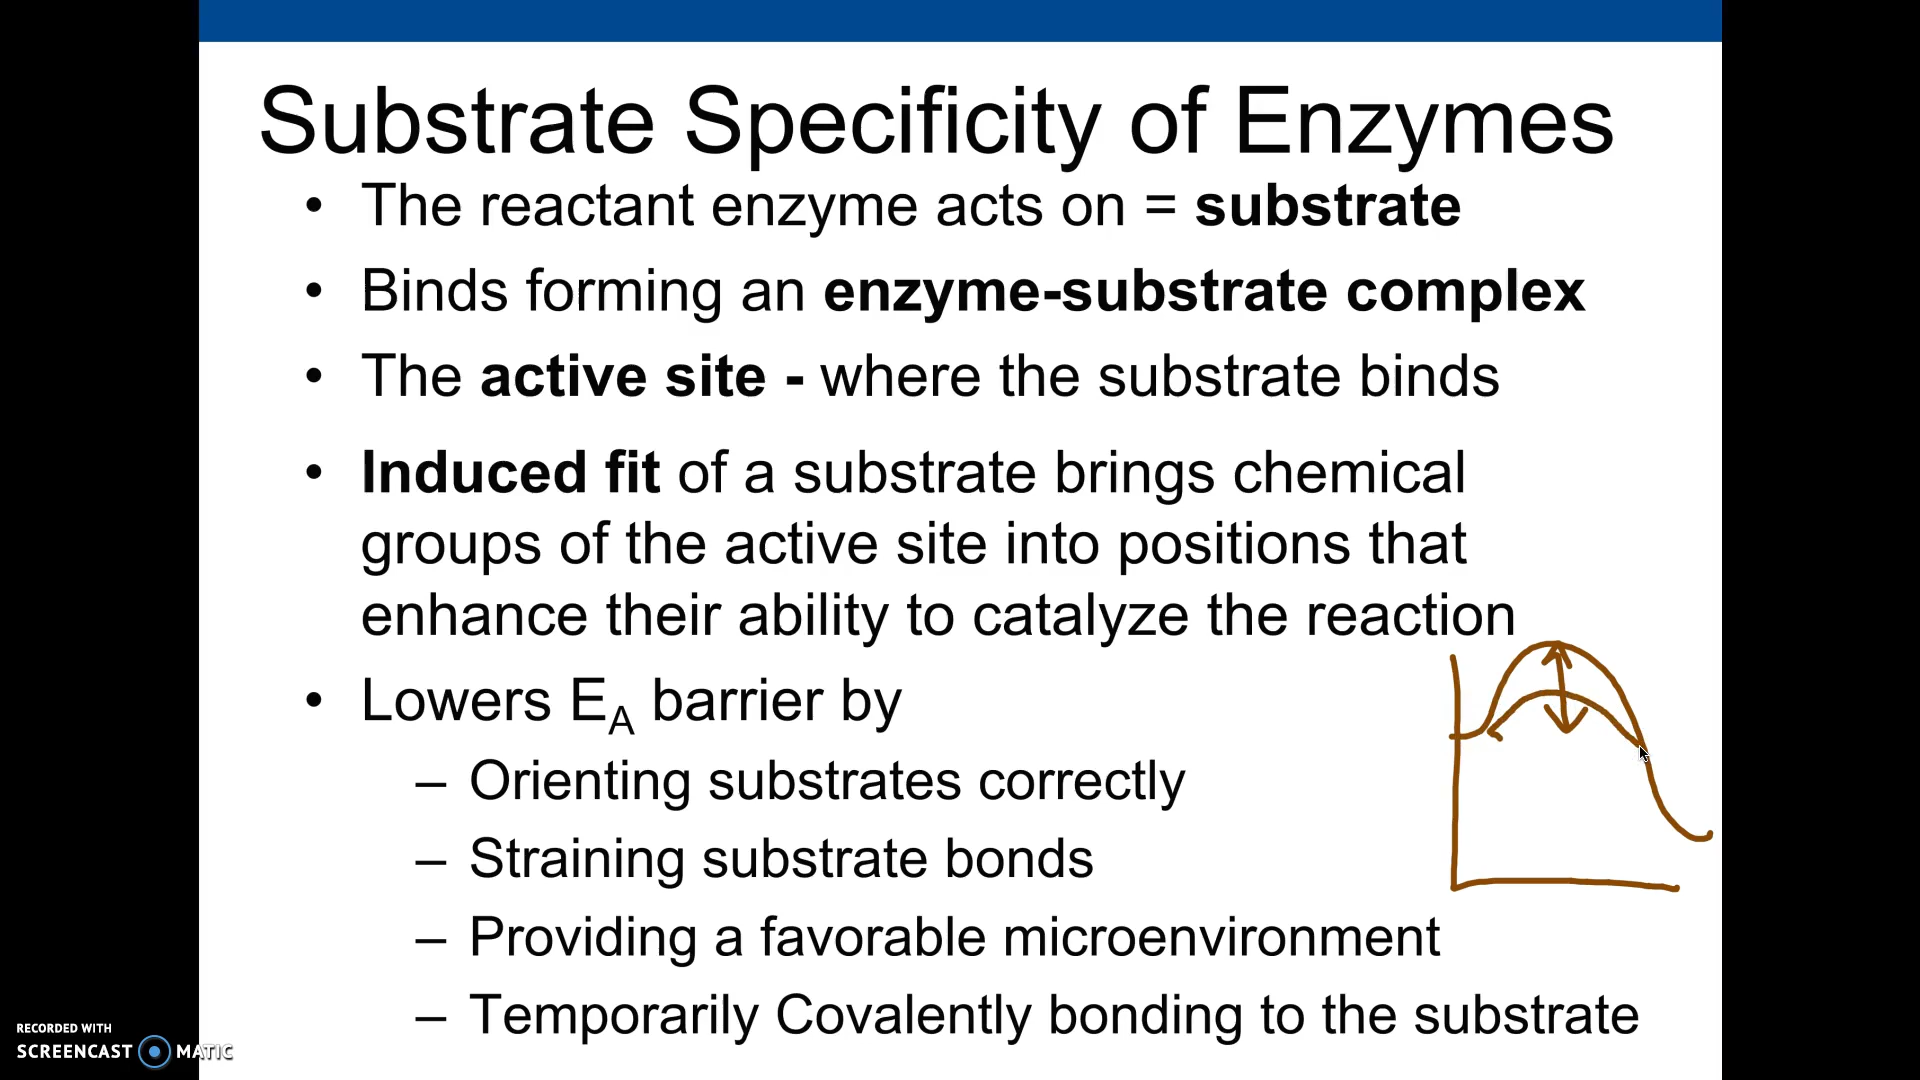 Substrate Specificity of Enzymes
• The reactant enzyme acts on = substrate
• Binds forming an enzyme-substrate complex
• The active site - where the substrate binds
• Induced fit of a substrate brings chemical
groups of the active site into positions that
enhance their ability to catalyze the reaction
• Lowers EA barrier by
– Orienting substrates correctly
– Straining substrate bonds
– Providing a favorable microenvironment
– Temporarily Covalently bonding to the substrate
RECORDED WITH
SCREENCAST MATIC